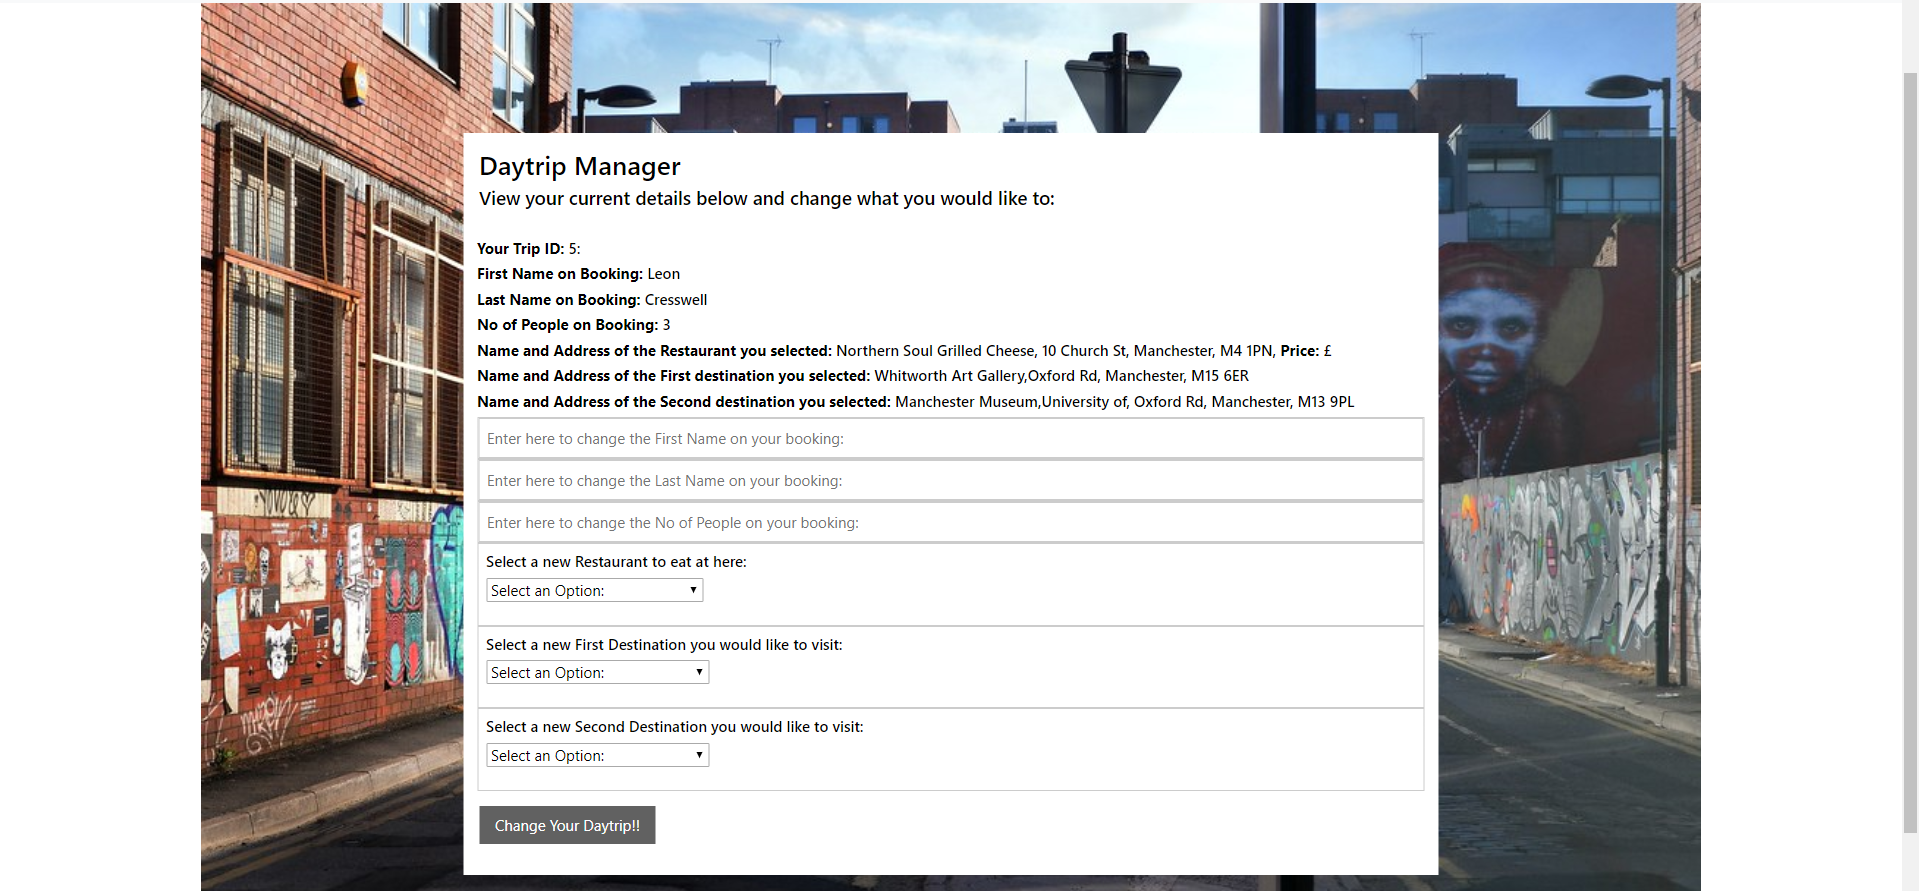 Daytrip Manager
View your current details below and change what you would like to:
Your Trip ID: 5:
First Name on Booking: Leon
Last Name on Booking: Cresswell
No of People on Booking: 3
Name and Address of the Restaurant you selected: Northern Soul Grilled Cheese, 10 Church St, Manchester, M4 1PN, Price: £
Name and Address of the First destination you selected: Whitworth Art Gallery,Oxford Rd, Manchester, M15 6ER
Name and Address of the Second destination you selected: Manchester Museum,University of, Oxford Rd, Manchester, M13 9PL
Enter here to change the First Name on your booking:
Enter here to change the Last Name on your booking:
Enter here to change the No of People on your booking:
Select a new Restaurant to eat at here:
Select an Option:
Select a new First Destination you would like to visit:
Select an Option:
Select a new Second Destination you would like to visit:
Select an Option:
Change Your Daytrip!!